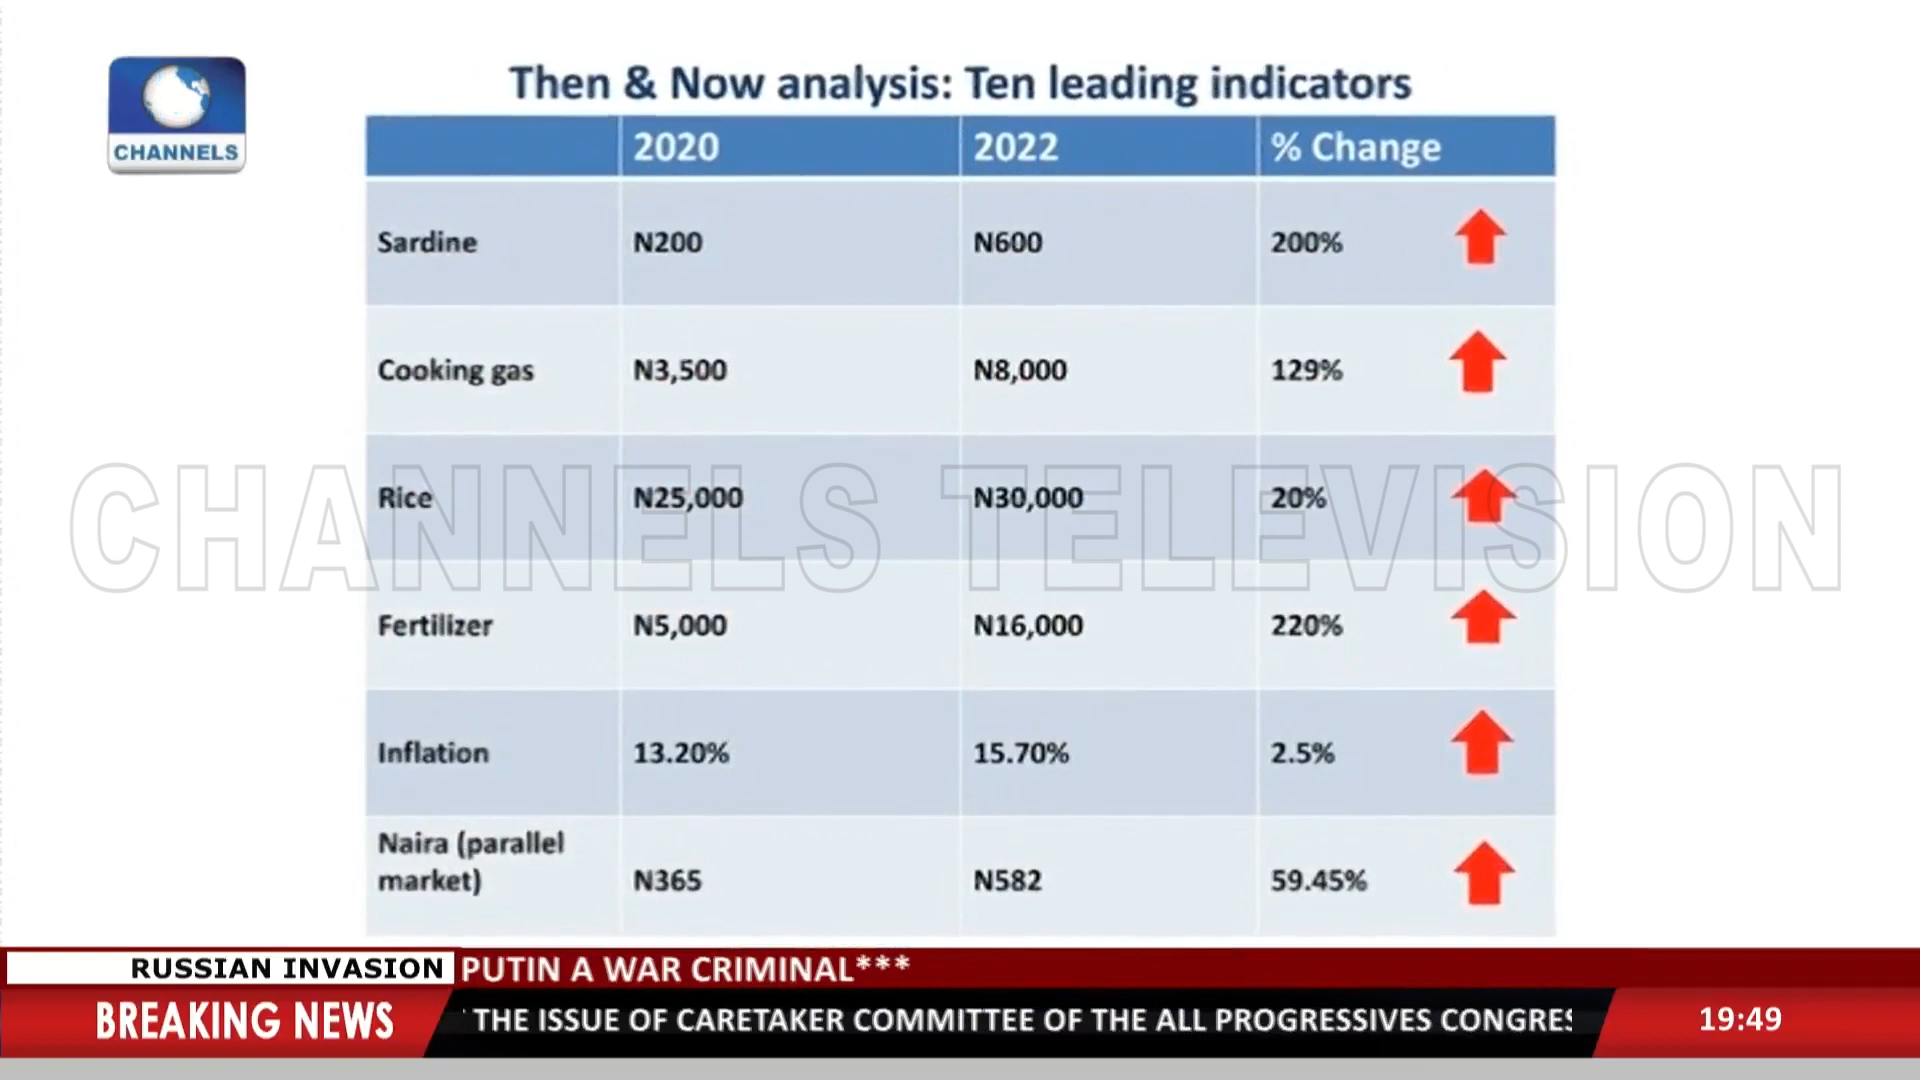 CHANNELS
Then & Now analysis: Ten leading indicators
2020 2022 % Change
Sardine N200 N600 200%
Cooking gas N3,500 N8,000 129%
Rice N25,000 N30,000 20%
CHANNELS TELEVISION
Fertilizer N5,000 N16,000 220%
Inflation 13.20% 15.70% 2.5%
Naira (parallel
market) N365 N582 59.45%
RUSSIAN INVASION PUTIN A WAR CRIMINAL***
BREAKING NEWS THE ISSUE OF CARETAKER COMMITTEE OF THE ALL PROGRESSIVES CONGRES 19:49